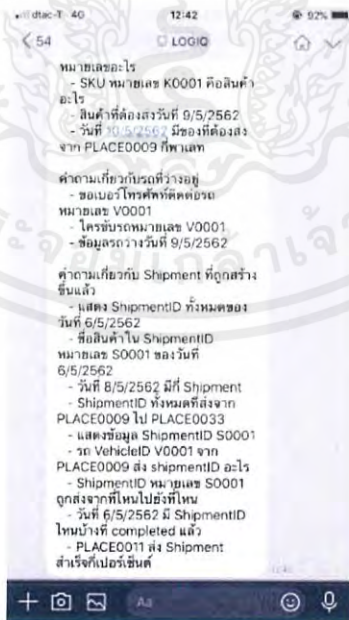 dtac-T 4G 12:42 92%
54 LOGIQ
หมายเลขอะไร
- SKU หมายเลข K0001 คือสินค้า
อะไร
- สินค้าที่ต้องส่งวันที่ 9/5/2562
- วันที่ 10/5/2562 มีของที่ต้องส่ง
จาก PLACE0009 กี่พาเลท
คำถามเกี่ยวกับรถที่ว่างอยู่
- ขอเบอร์โทรศัพท์ติดต่อรถ
หมายเลข V0001
- ใครขับรถหมายเลข V0001
- ข้อมูลรถว่างวันที่ 9/5/2562
คำถามเกี่ยวกับ Shipment ที่ถูกสร้าง
ขึ้นแล้ว
- แสดง ShipmentID ทั้งหมดของ
วันที่ 6/5/2562
- ชื่อสินค้าใน ShipmentID
หมายเลข S0001 ของวันที่
6/5/2562
- วันที่ 8/5/2562 มีกี่ Shipment
- ShipmentID ทั้งหมดที่ส่งจาก
PLACE0009 ไป PLACE0033
- แสดงข้อมูล ShipmentID S0001
- รถ VehicleID V0001 จาก
PLACE0009 ส่ง shipmentID อะไร
- ShipmentID หมายเลข S0001
ถูกส่งจากที่ไหนไปยังที่ไหน
- วันที่ 6/5/2562 มี ShipmentID
ไหนบ้างที่ completed แล้ว
- PLACE0011 ส่ง Shipment
สำเร็จกี่เปอร์เซ็นต์
Aa